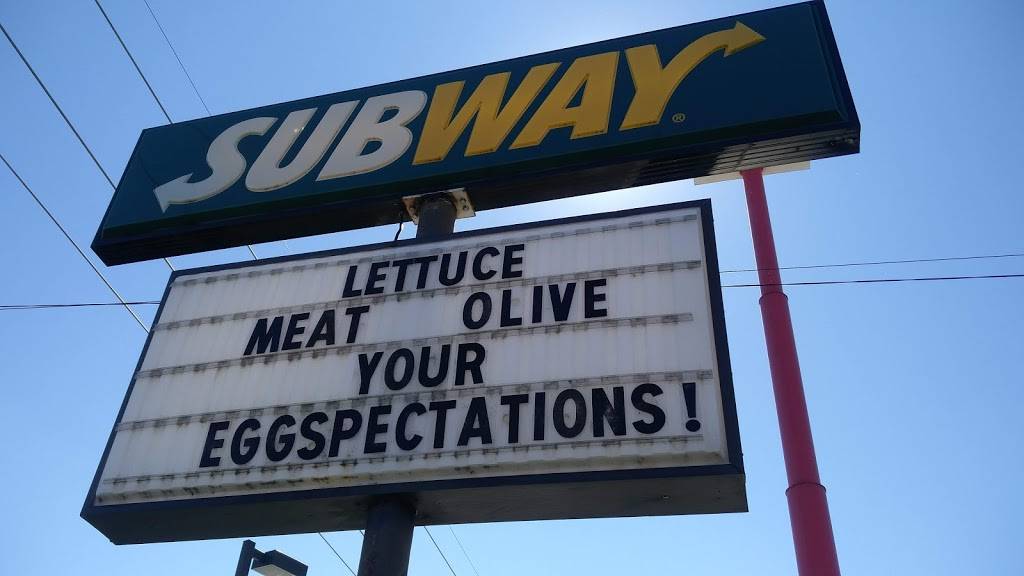 SUBWAY®
LETTUCE
MEAT OLIVE
YOUR
EGGSPECTATIONS!